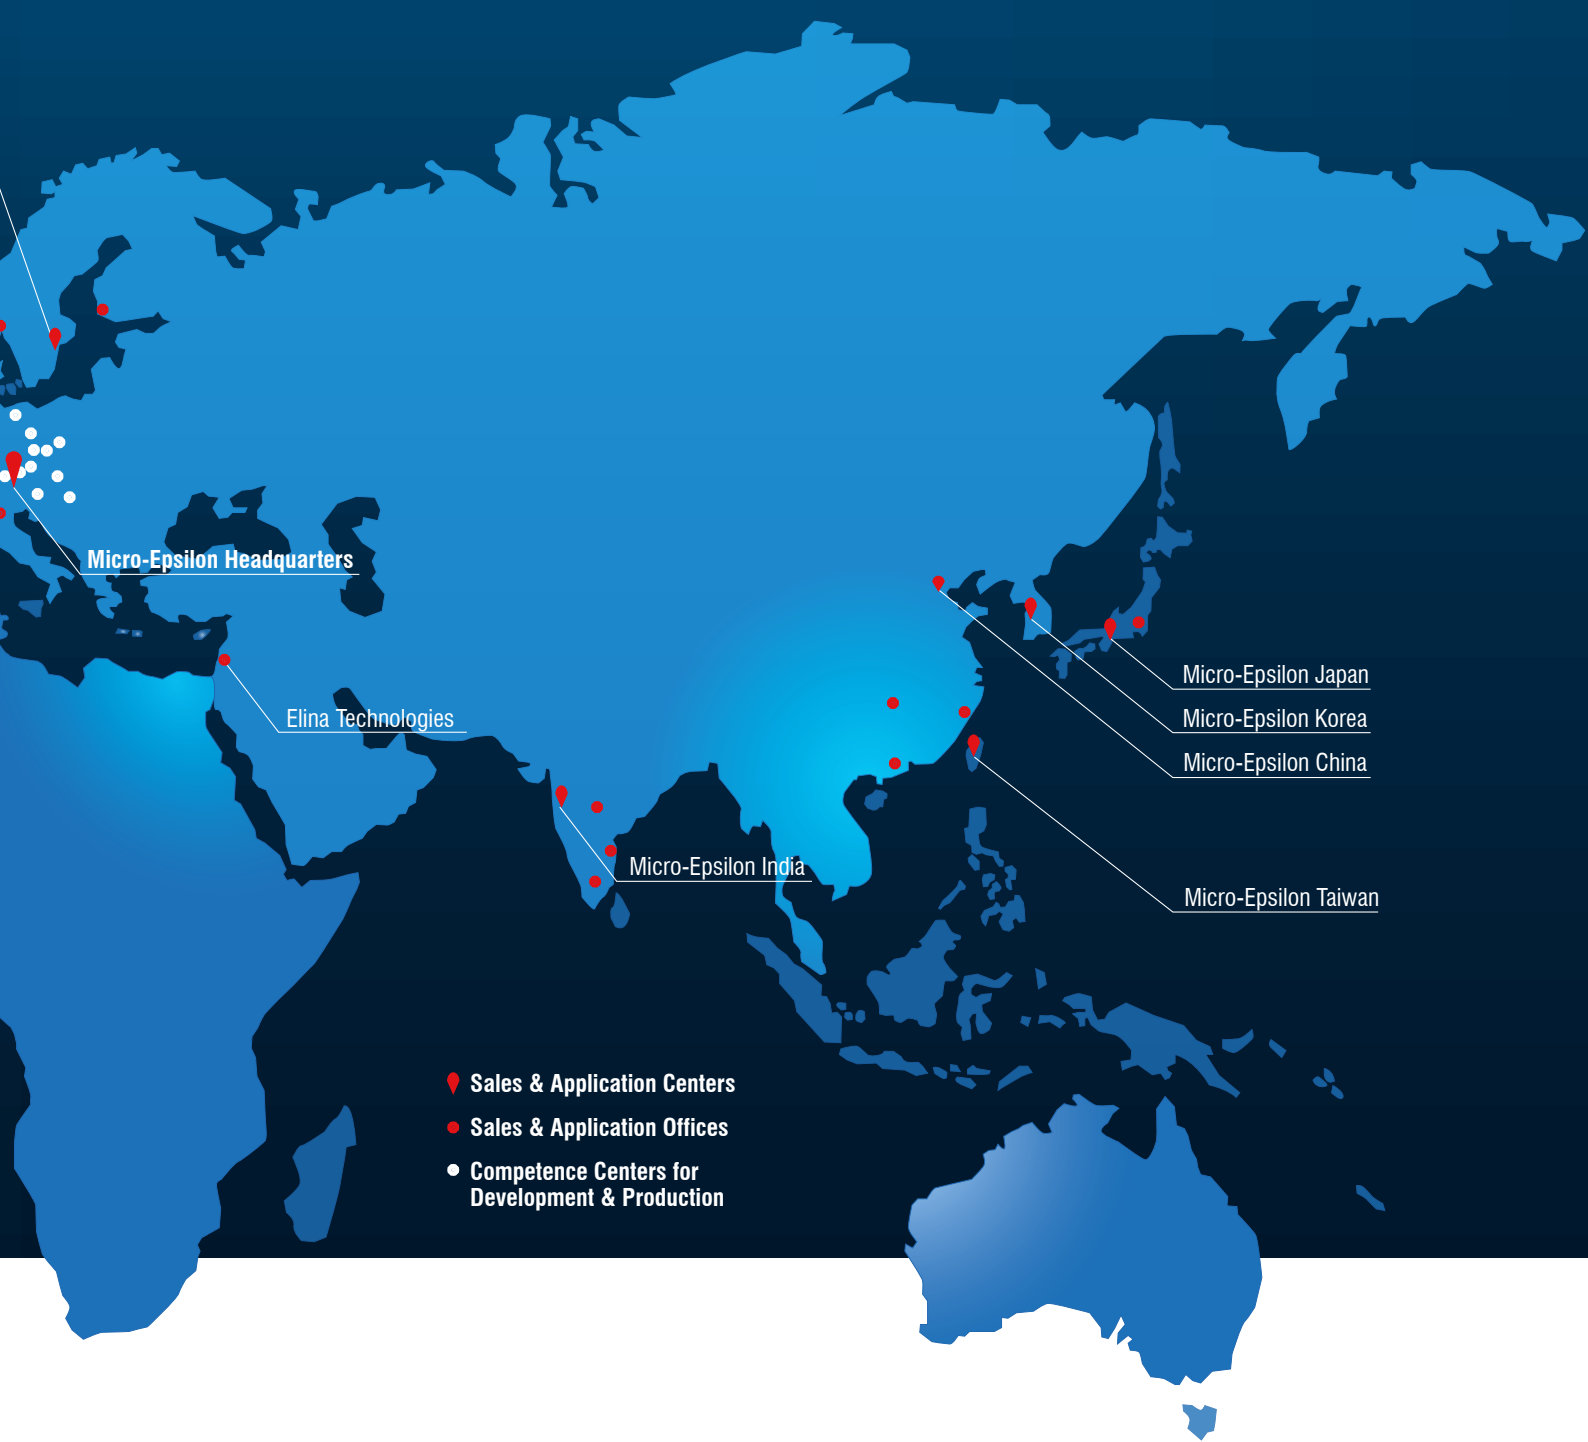 Micro-Epsilon Headquarters
Elina Technologies
Micro-Epsilon Japan
Micro-Epsilon Korea
Micro-Epsilon China
Micro-Epsilon India
Micro-Epsilon Taiwan
Sales & Application Centers
Sales & Application Offices
Competence Centers for
Development & Production